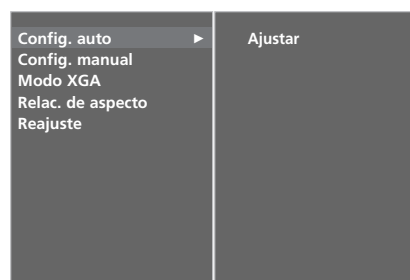 Config. auto ► Ajustar
Config. manual
Modo XGA
Relac. de aspecto
Reajuste